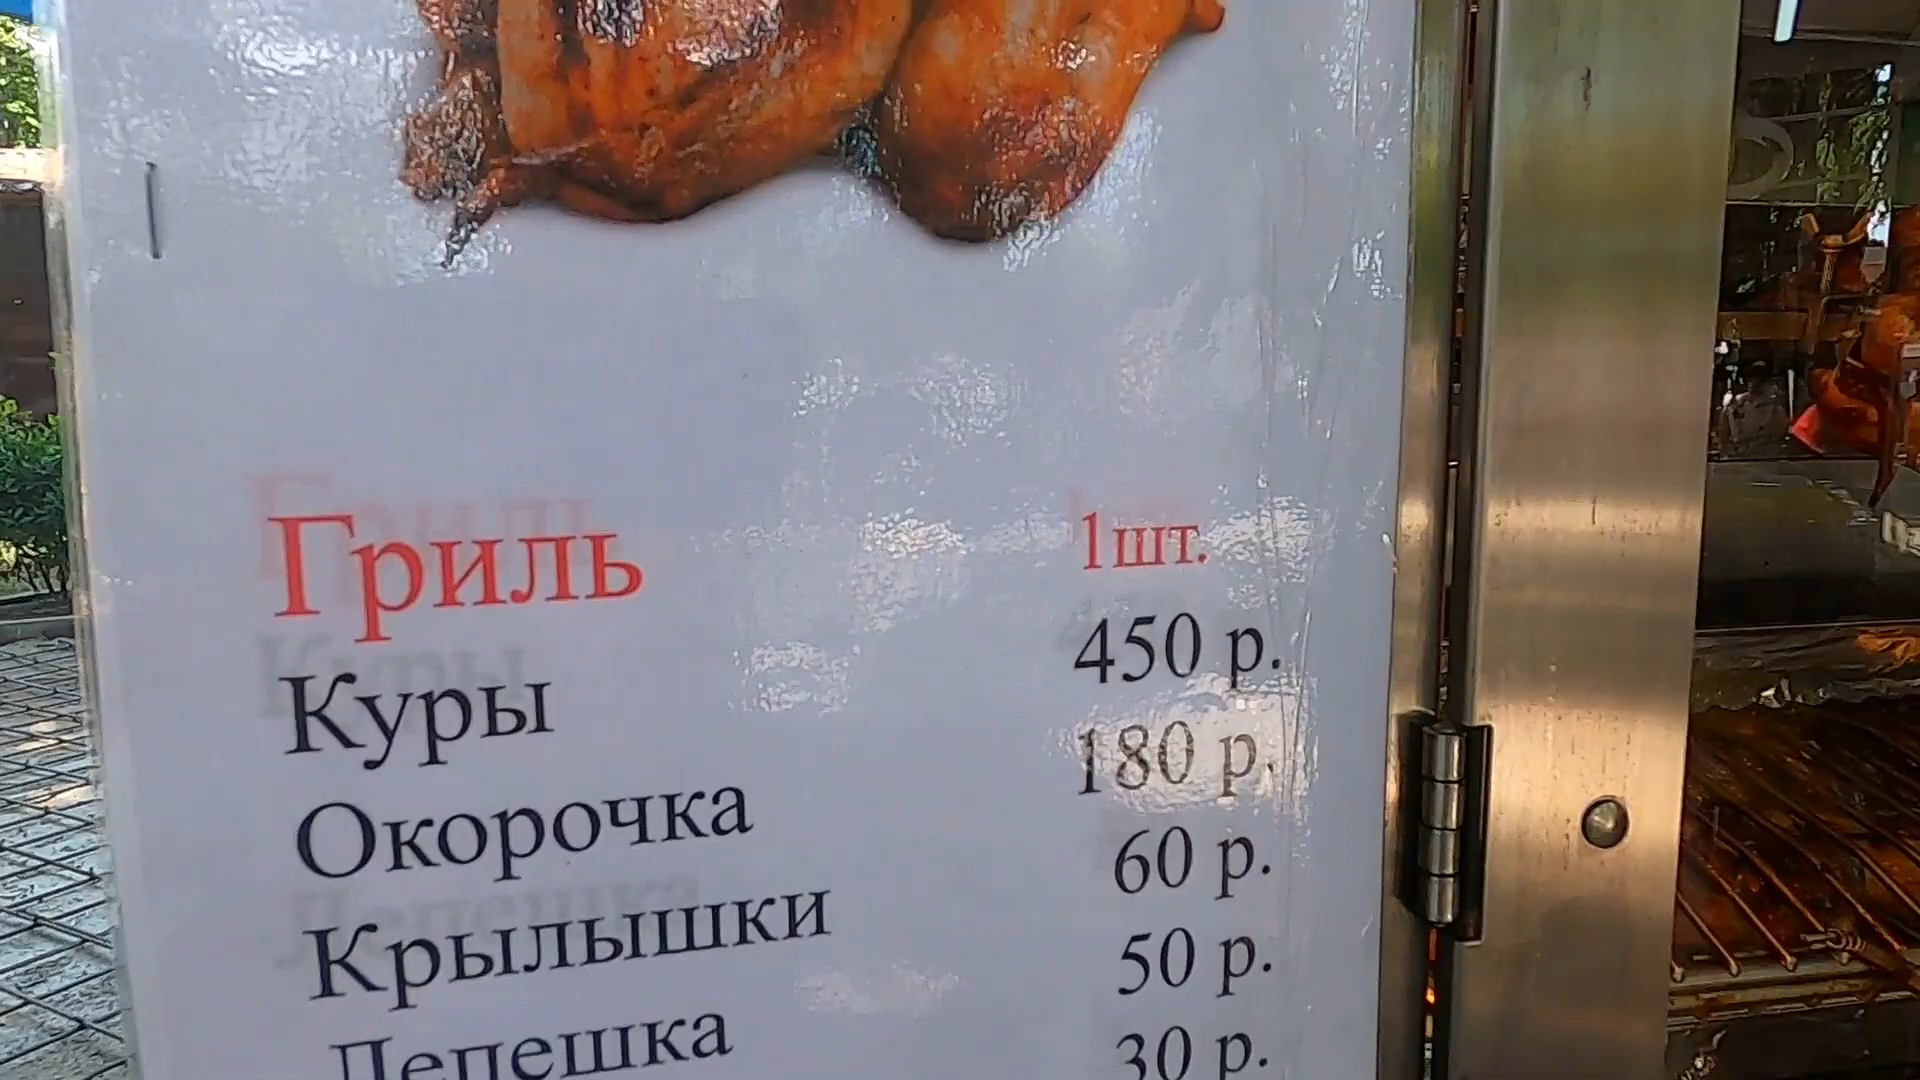 Гриль 1шт.
Куры 450 р.
Окорочка 180 р.
Крылышки 60 р.
Лепешка 50 р.
30 р.